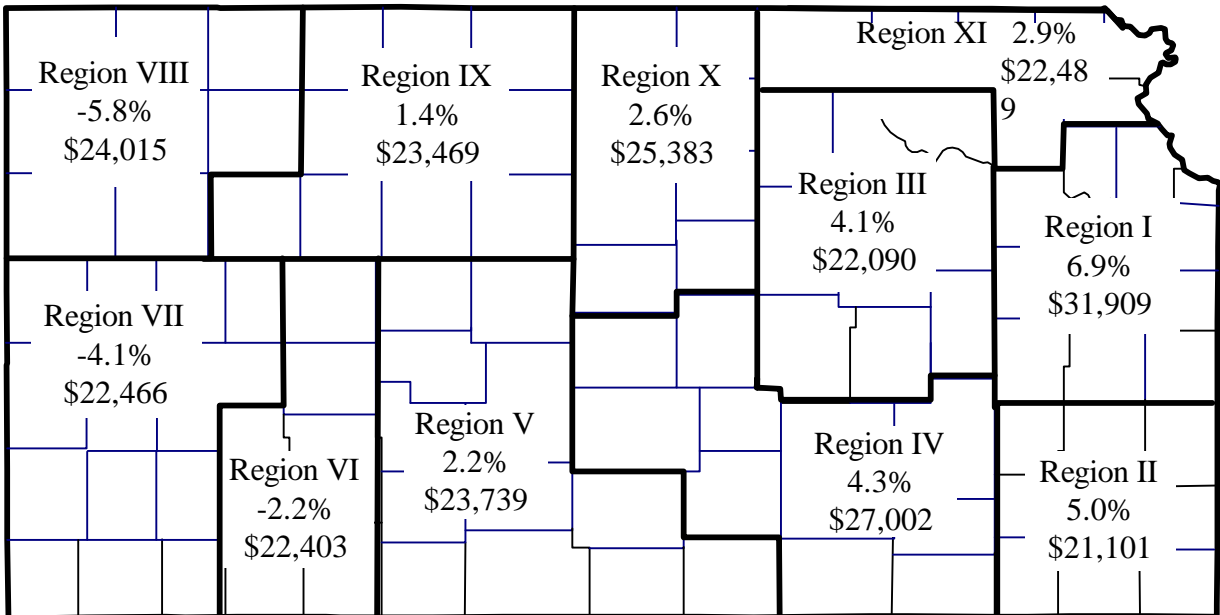 Region XI 2.9%
$22,48
9
Region VIII
-5.8%
$24,015
Region IX
1.4%
$23,469
Region X
2.6%
$25,383
Region III
4.1%
$22,090
Region I
6.9%
$31,909
Region VII
-4.1%
$22,466
Region VI
-2.2%
$22,403
Region V
2.2%
$23,739
Region IV
4.3%
$27,002
Region II
5.0%
$21,101